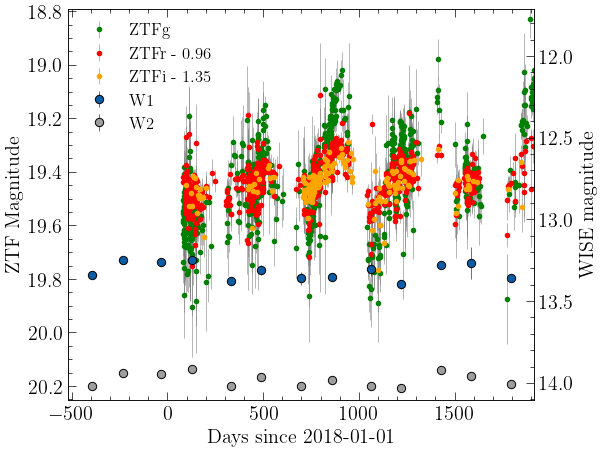 ZTFg
ZTFr - 0.96
ZTFi - 1.35
W1
W2
18.8
19.0
19.2
19.4
19.6
19.8
20.0
20.2
ZTF Magnitude
12.0
12.5
13.0
13.5
14.0
WISE magnitude
−500
0
500
1000
1500
Days since 2018-01-01